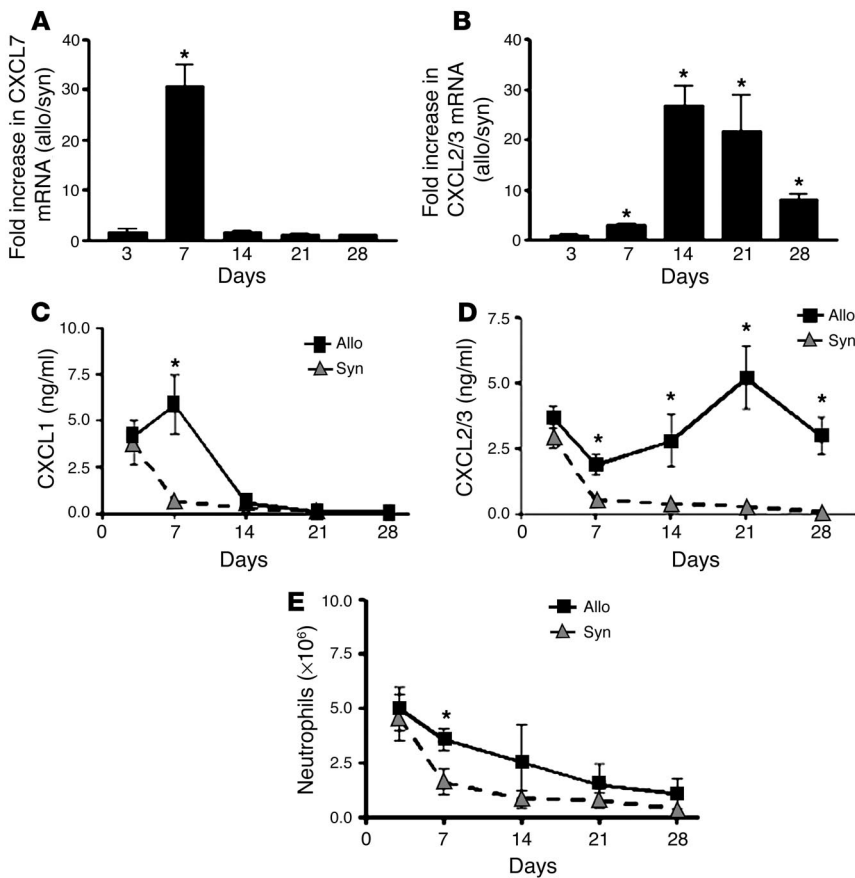 A
Fold increase in CXCL7
mRNA (allo/syn)
40
30
20
10
0
*
3 7 14 21 28
Days
B
Fold increase in
CXCL2/3 mRNA
(allo/syn)
40
30
20
10
0
* * * *
3 7 14 21 28
Days
C
CXCL1 (ng/ml)
10.0
7.5
5.0
2.5
0.0
*
Allo
Syn
0 7 14 21 28
Days
D
CXCL2/3 (ng/ml)
7.5
5.0
2.5
0.0
* * * *
Allo
Syn
0 7 14 21 28
Days
E
Neutrophils (×10⁶)
10.0
7.5
5.0
2.5
0.0
*
Allo
Syn
0 7 14 21 28
Days